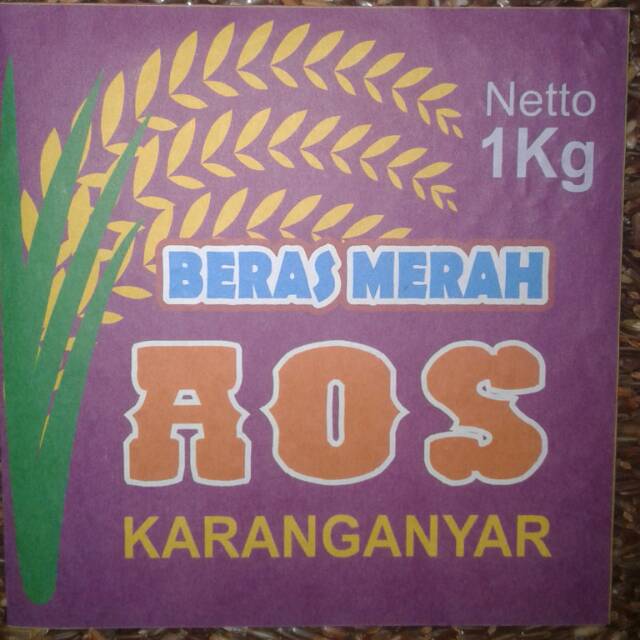 Netto
1Kg
BERAS MERAH
AOS
KARANGANYAR